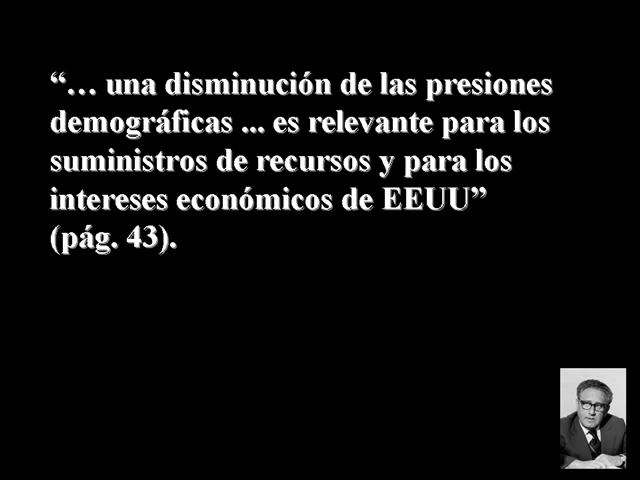 “… una disminución de las presiones
demográficas ... es relevante para los
suministros de recursos y para los
intereses económicos de EEUU”
(pág. 43).